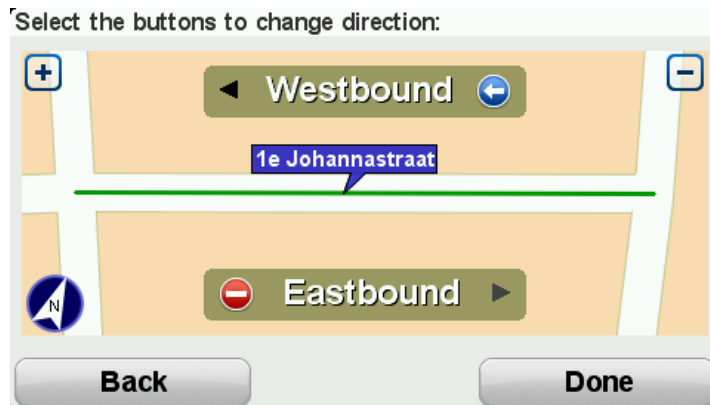 Select the buttons to change direction:
+
−
Westbound
1e Johannastraat
Eastbound
N
Back
Done